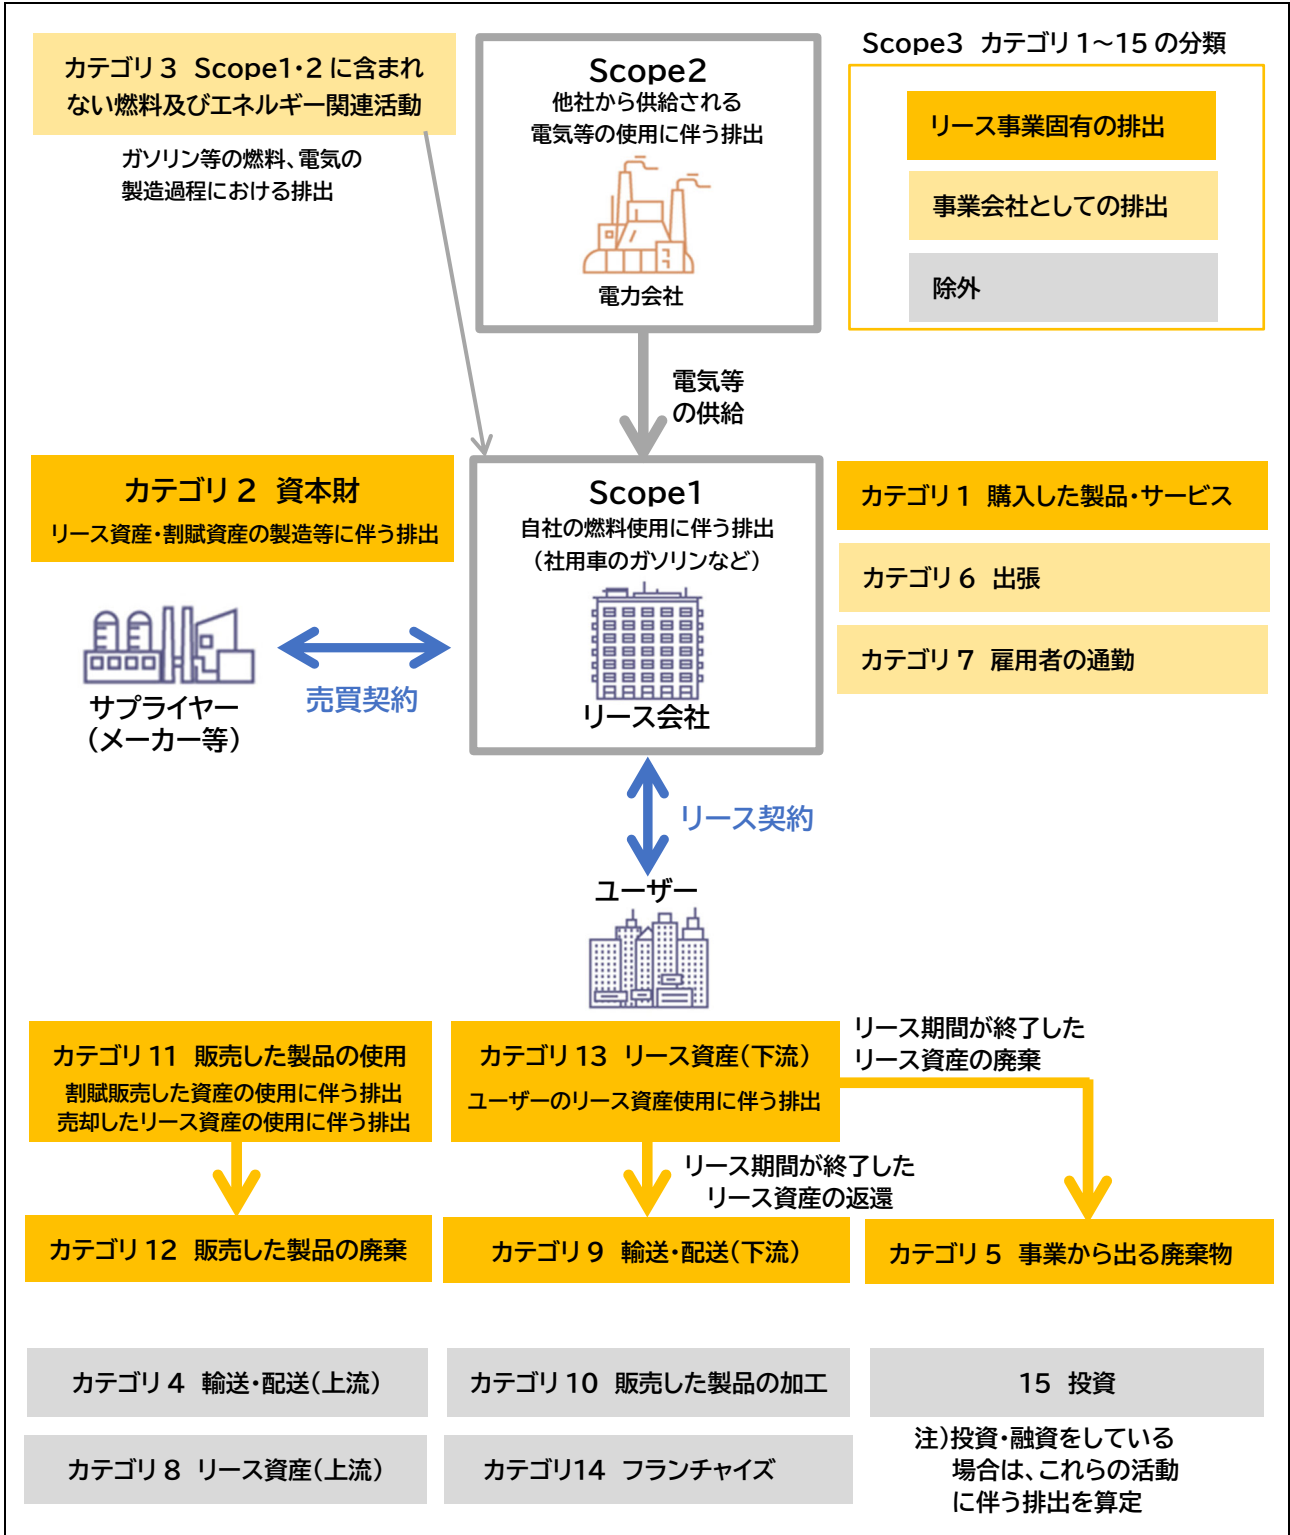 カテゴリ3 Scope1・2に含まれ
ない燃料及びエネルギー関連活動
ガソリン等の燃料、電気の
製造過程における排出
Scope2
他社から供給される
電気等の使用に伴う排出
電力会社
Scope3 カテゴリ1～15の分類
リース事業固有の排出
事業会社としての排出
除外
電気等
の供給
カテゴリ2 資本財
リース資産・割賦資産の製造等に伴う排出
Scope1
自社の燃料使用に伴う排出
（社用車のガソリンなど）
リース会社
カテゴリ1 購入した製品・サービス
カテゴリ6 出張
カテゴリ7 雇用者の通勤
サプライヤー
（メーカー等）
売買契約
リース契約
ユーザー
カテゴリ11 販売した製品の使用
割賦販売した資産の使用に伴う排出
売却したリース資産の使用に伴う排出
カテゴリ13 リース資産（下流）
ユーザーのリース資産使用に伴う排出
リース期間が終了した
リース資産の廃棄
リース期間が終了した
リース資産の返還
カテゴリ12 販売した製品の廃棄
カテゴリ9 輸送・配送（下流）
カテゴリ5 事業から出る廃棄物
カテゴリ4 輸送・配送（上流）
カテゴリ10 販売した製品の加工
15 投資
カテゴリ8 リース資産（上流）
カテゴリ14 フランチャイズ
注）投資・融資をしている
場合は、これらの活動
に伴う排出を算定